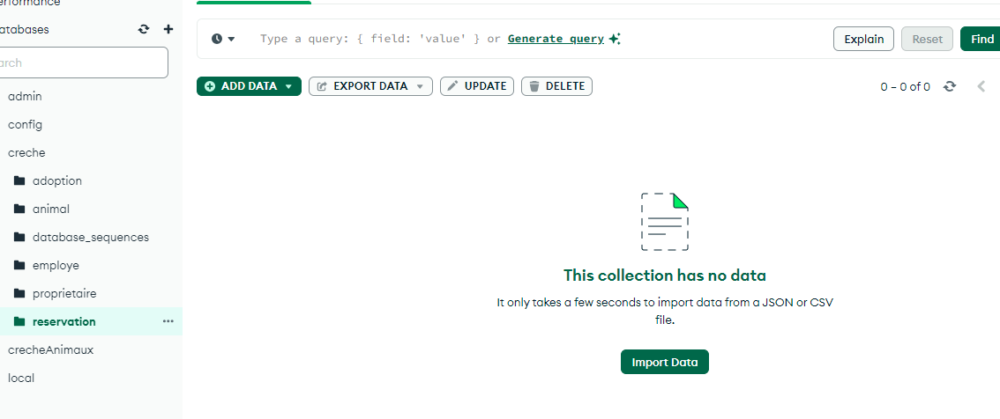 erformance
atabases
Type a query: { field: 'value' } or Generate query
Explain
Reset
Find
arch
ADD DATA
EXPORT DATA
UPDATE
DELETE
0 – 0 of 0
admin
config
creche
adoption
animal
database_sequences
employe
proprietaire
reservation
crecheAnimaux
local
This collection has no data
It only takes a few seconds to import data from a JSON or CSV
file.
Import Data